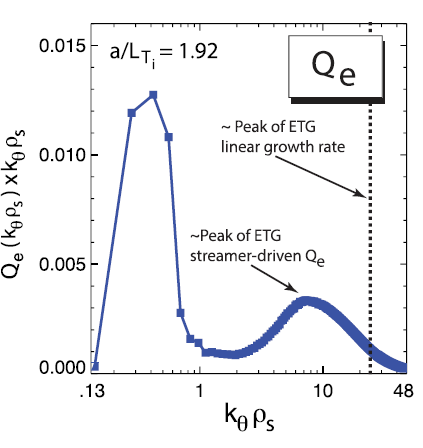 0.015
a/L_Ti = 1.92
Q_e
~ Peak of ETG
linear growth rate
0.010
~Peak of ETG
streamer-driven Q_e
0.005
0.000
Q_e (k_θ ρ_s) x k_θ ρ_s
.13 1 10 48
k_θ ρ_s